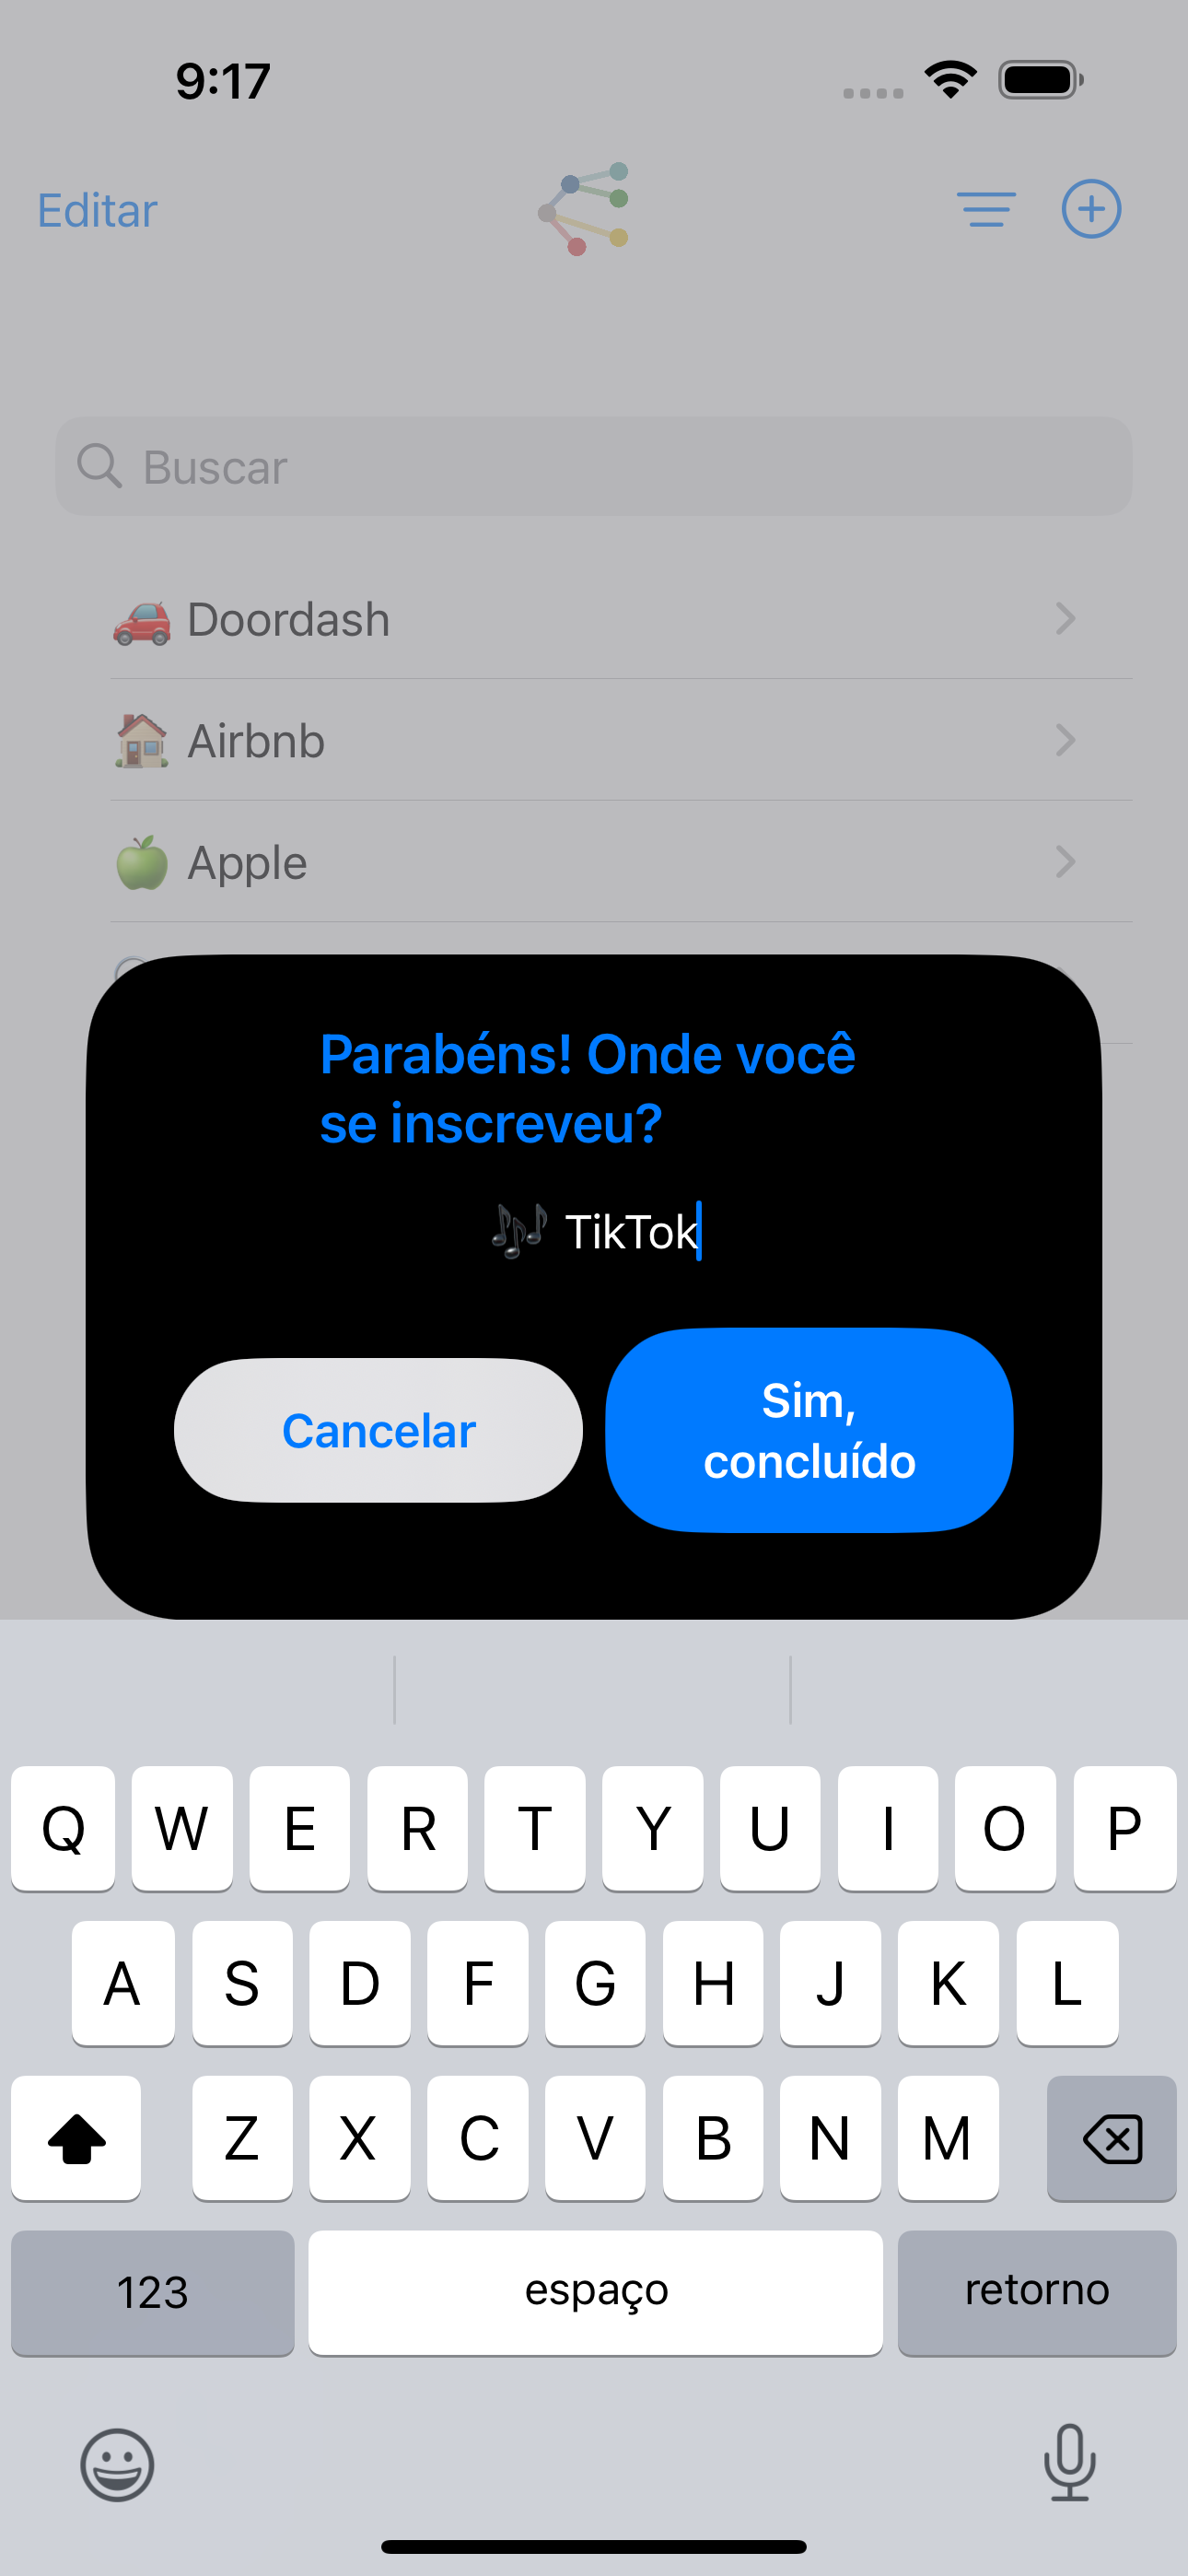 9:17
Editar
Buscar
🚗 Doordash
🏠 Airbnb
🍏 Apple
Parabéns! Onde você
se inscreveu?
🎶 TikTok
Cancelar
Sim,
concluído
Q W E R T Y U I O P
A S D F G H J K L
Z X C V B N M
123 espaço retorno